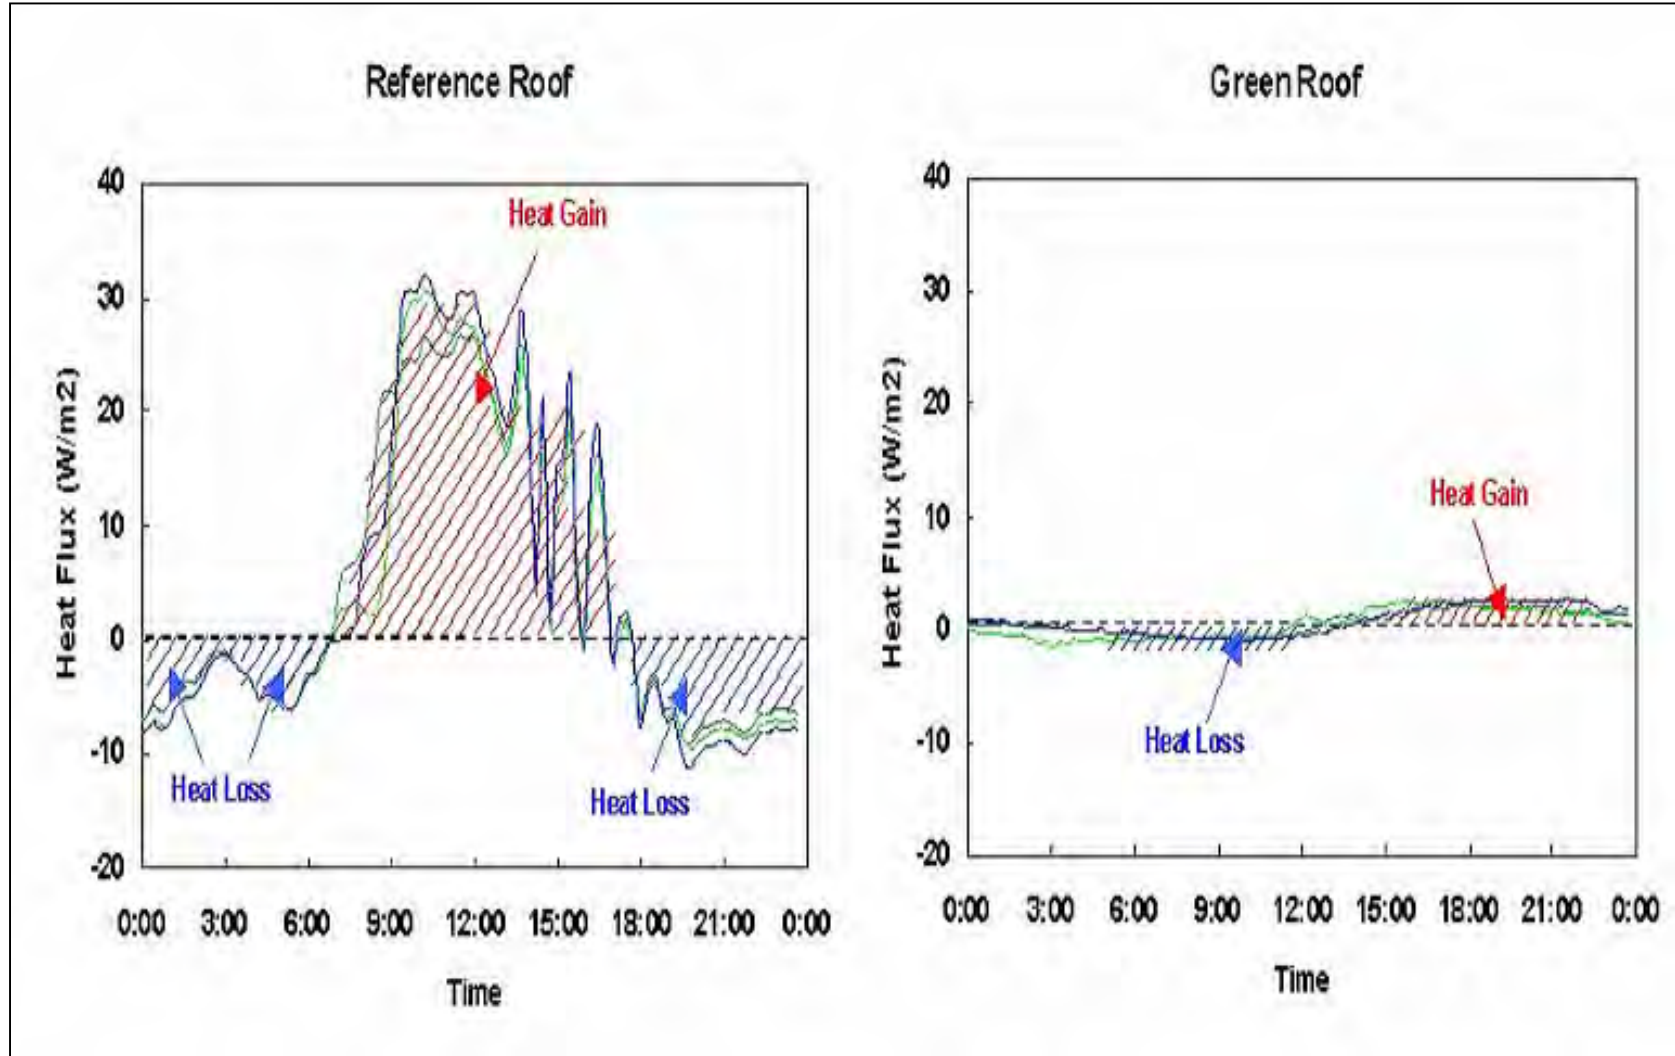 Reference Roof
Heat Flux (W/m2)
40
30
20
10
0
-10
-20
Heat Gain
Heat Loss
Heat Loss
0:00 3:00 6:00 9:00 12:00 15:00 18:00 21:00 0:00
Time
Green Roof
Heat Flux (W/m2)
40
30
20
10
0
-10
-20
Heat Gain
Heat Loss
0:00 3:00 6:00 9:00 12:00 15:00 18:00 21:00 0:00
Time